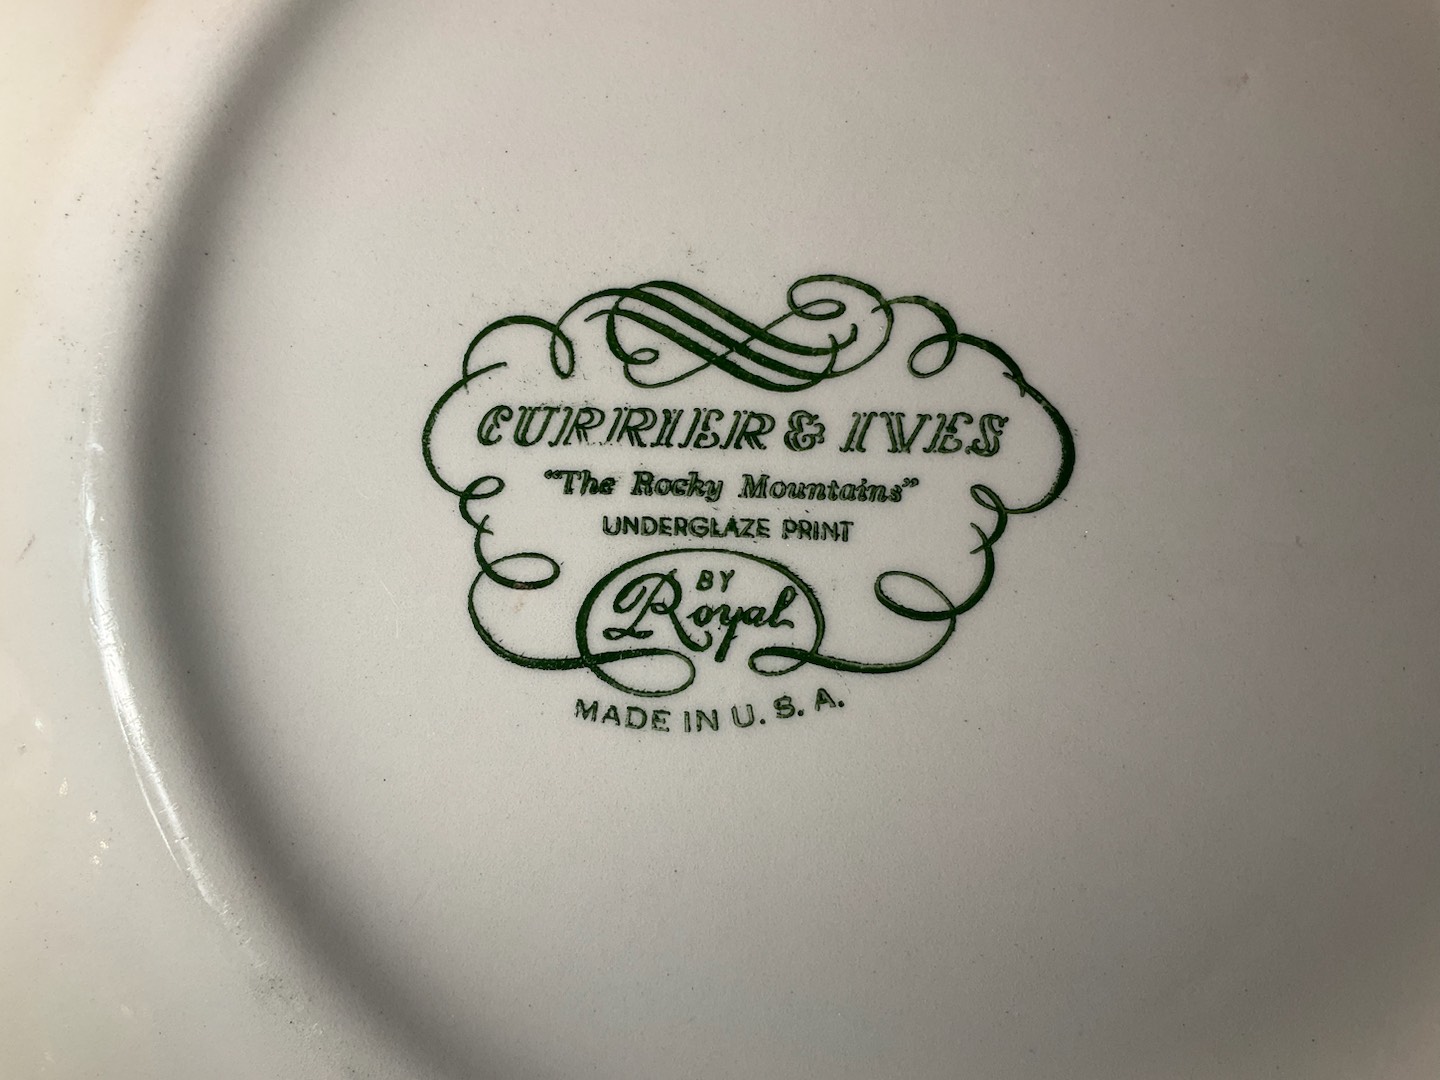 CURRIER & IVES
"The Rocky Mountains"
UNDERGLAZE PRINT
BY
Royal
MADE IN U.S.A.